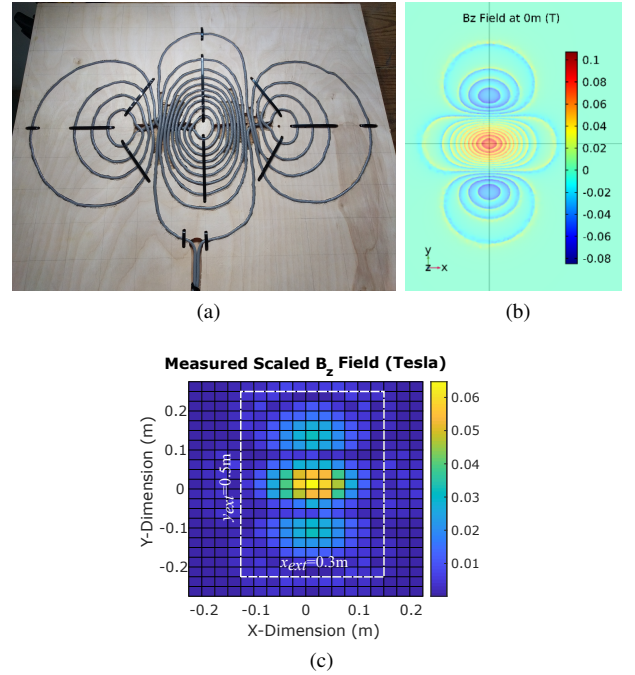 (a)
Bz Field at 0m (T)
0.1
0.08
0.06
0.04
0.02
0
-0.02
-0.04
-0.06
-0.08
y
z x
(b)
Measured Scaled B_z Field (Tesla)
0.2
0.1
0
-0.1
-0.2
Y-Dimension (m)
y_ext=0.5m
x_ext=0.3m
-0.2 -0.1 0 0.1 0.2
X-Dimension (m)
0.06
0.05
0.04
0.03
0.02
0.01
(c)